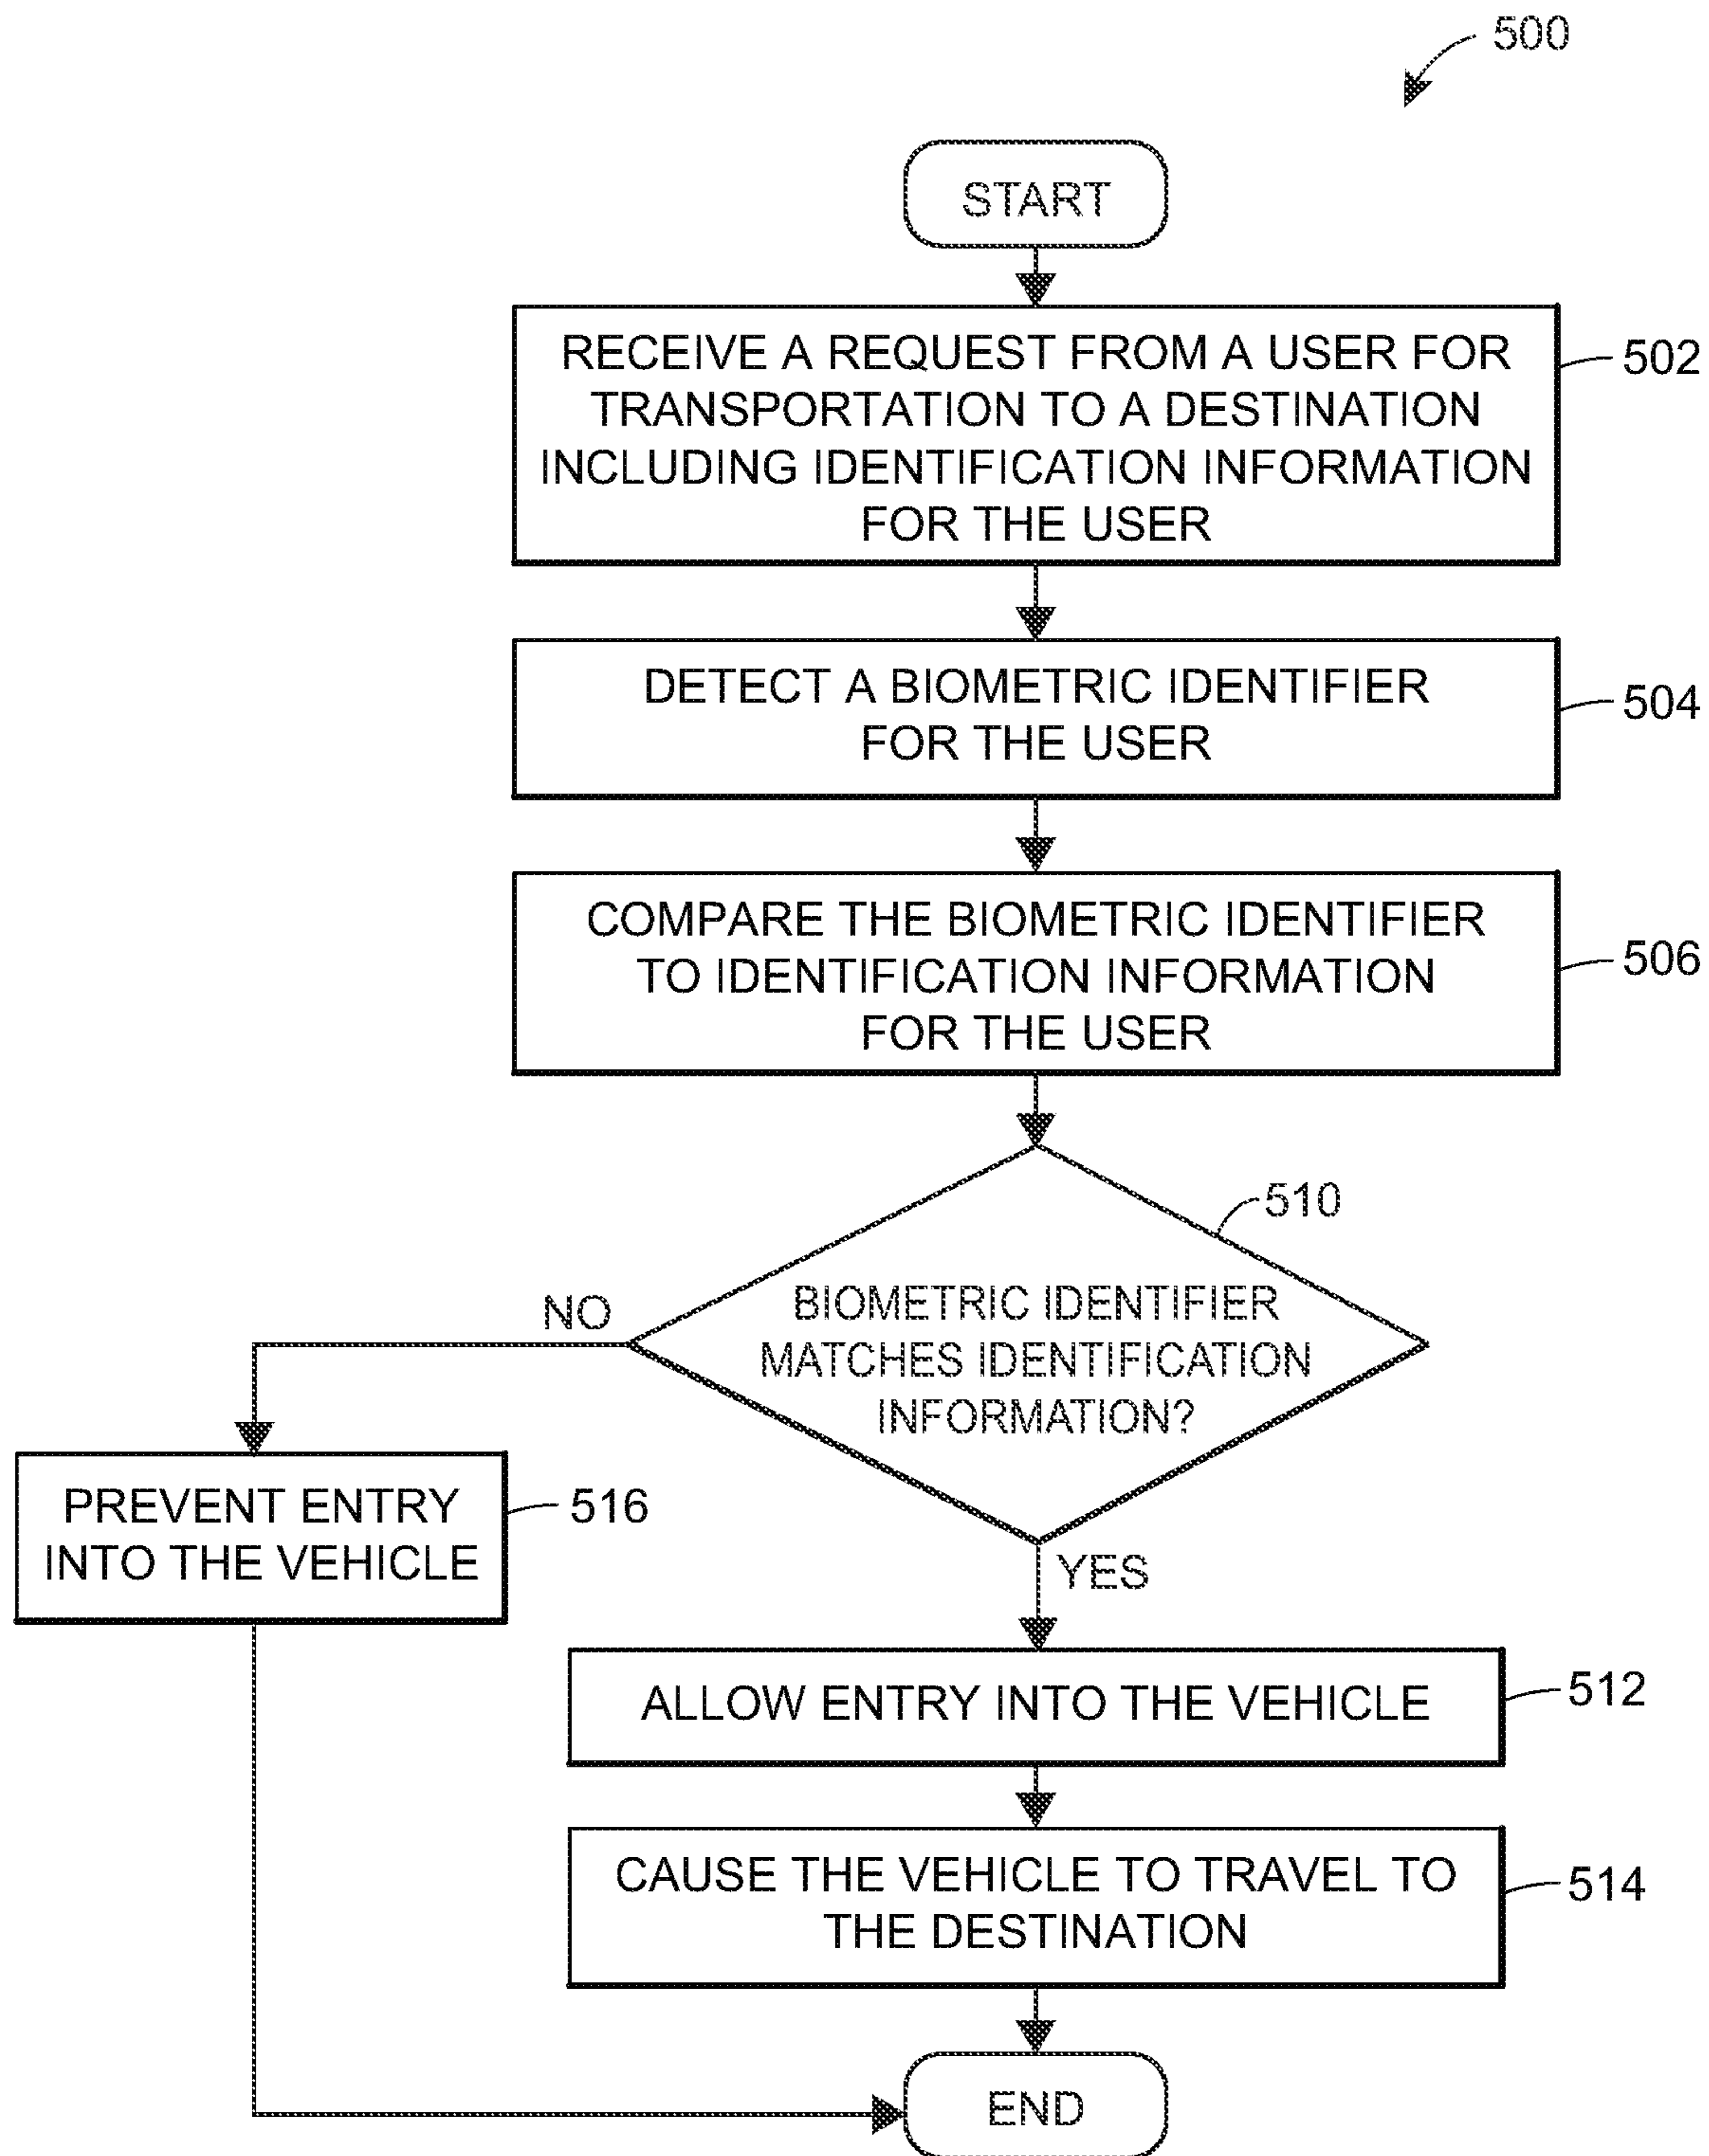 500
START
RECEIVE A REQUEST FROM A USER FOR
TRANSPORTATION TO A DESTINATION
INCLUDING IDENTIFICATION INFORMATION
FOR THE USER
502
DETECT A BIOMETRIC IDENTIFIER
FOR THE USER
504
COMPARE THE BIOMETRIC IDENTIFIER
TO IDENTIFICATION INFORMATION
FOR THE USER
506
510
BIOMETRIC IDENTIFIER
MATCHES IDENTIFICATION
INFORMATION?
NO
PREVENT ENTRY
INTO THE VEHICLE
516
YES
ALLOW ENTRY INTO THE VEHICLE
512
CAUSE THE VEHICLE TO TRAVEL TO
THE DESTINATION
514
END